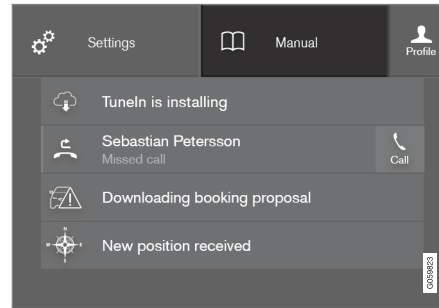 Settings
Manual
Profile
TuneIn is installing
Sebastian Petersson
Missed call
Call
Downloading booking proposal
N
W
S
New position received
G059823